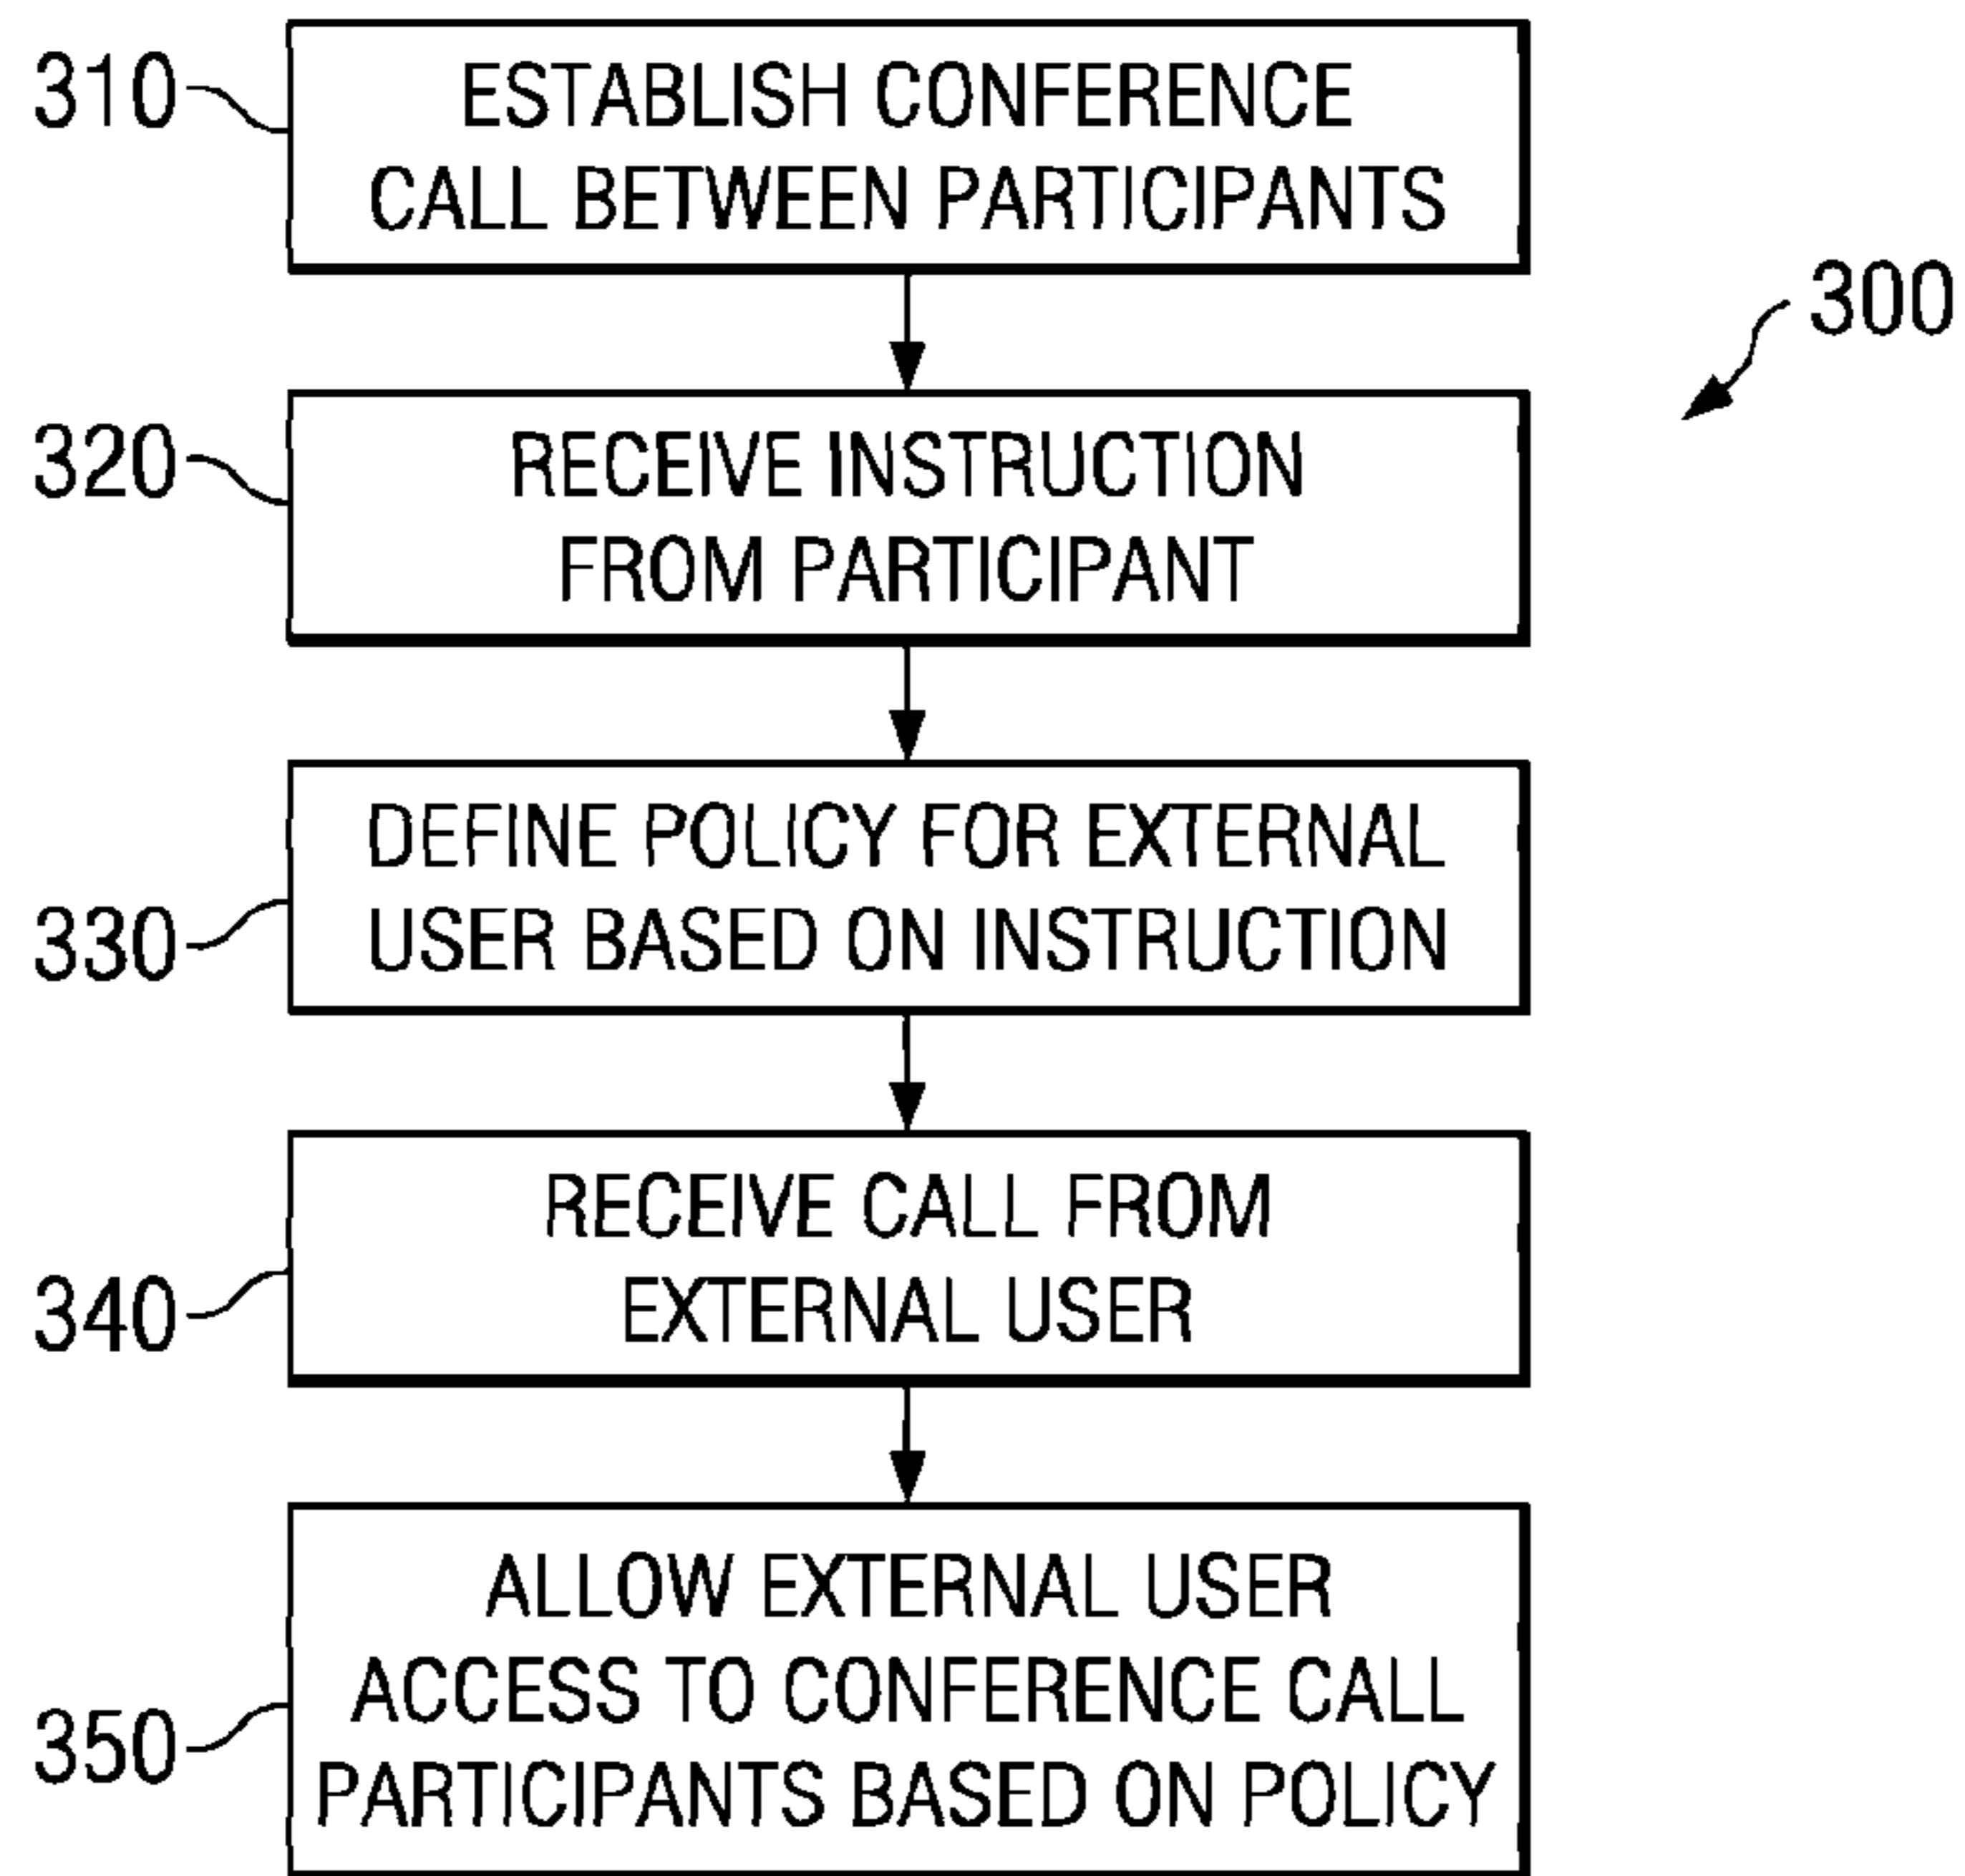 310
ESTABLISH CONFERENCE
CALL BETWEEN PARTICIPANTS
300
320
RECEIVE INSTRUCTION
FROM PARTICIPANT
330
DEFINE POLICY FOR EXTERNAL
USER BASED ON INSTRUCTION
340
RECEIVE CALL FROM
EXTERNAL USER
350
ALLOW EXTERNAL USER
ACCESS TO CONFERENCE CALL
PARTICIPANTS BASED ON POLICY